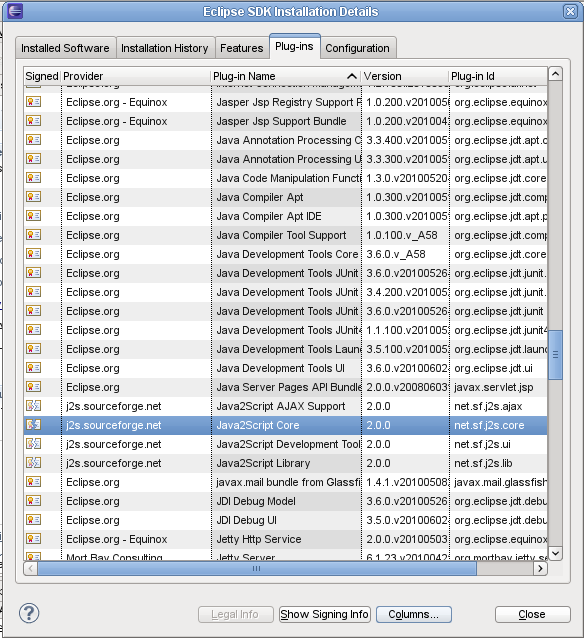 Eclipse SDK Installation Details
Installed Software Installation History Features Plug-ins Configuration
Signed Provider Plug-in Name Version Plug-in Id
Eclipse.org - Equinox Jasper Jsp Registry Support P 1.0.200.v201005 org.eclipse.equinox
Eclipse.org - Equinox Jasper Jsp Support Bundle 1.0.200.v201004 org.eclipse.equinox
Eclipse.org Java Annotation Processing C 3.3.400.v201005 org.eclipse.jdt.apt.c
Eclipse.org Java Annotation Processing U 3.3.300.v201005 org.eclipse.jdt.apt.u
Eclipse.org Java Code Manipulation Functi 1.3.0.v20100520- org.eclipse.jdt.core
Eclipse.org Java Compiler Apt 1.0.300.v201005 org.eclipse.jdt.comp
Eclipse.org Java Compiler Apt IDE 1.0.300.v201005 org.eclipse.jdt.apt.p
Eclipse.org Java Compiler Tool Support 1.0.100.v_A58 org.eclipse.jdt.comp
Eclipse.org Java Development Tools Core 3.6.0.v_A58 org.eclipse.jdt.core
Eclipse.org Java Development Tools JUnit 3.6.0.v20100526- org.eclipse.jdt.junit.
Eclipse.org Java Development Tools JUnit 3.4.200.v201005 org.eclipse.jdt.junit.
Eclipse.org Java Development Tools JUnit 3.6.0.v20100526- org.eclipse.jdt.junit
Eclipse.org Java Development Tools JUnit4 1.1.100.v201005 org.eclipse.jdt.junit4
Eclipse.org Java Development Tools Laun 3.5.100.v201005 org.eclipse.jdt.laund
Eclipse.org Java Development Tools UI 3.6.0.v20100602- org.eclipse.jdt.ui
Eclipse.org Java Server Pages API Bundle 2.0.0.v20080603 javax.servlet.jsp
j2s.sourceforge.net Java2Script AJAX Support 2.0.0 net.sf.j2s.ajax
j2s.sourceforge.net Java2Script Core 2.0.0 net.sf.j2s.core
j2s.sourceforge.net Java2Script Development Tool 2.0.0 net.sf.j2s.ui
j2s.sourceforge.net Java2Script Library 2.0.0 net.sf.j2s.lib
Eclipse.org javax.mail bundle from Glassfi 1.4.1.v20100508 javax.mail.glassfish
Eclipse.org JDI Debug Model 3.6.0.v20100526 org.eclipse.jdt.debu
Eclipse.org JDI Debug UI 3.5.0.v20100602- org.eclipse.jdt.debu
Eclipse.org - Equinox Jetty Http Service 2.0.0.v20100503 org.eclipse.equinox
Mort Bay Consulting Jetty Server 6.1.23.v2010042 org.mortbay.jetty.se
? Legal Info Show Signing Info Columns... Close